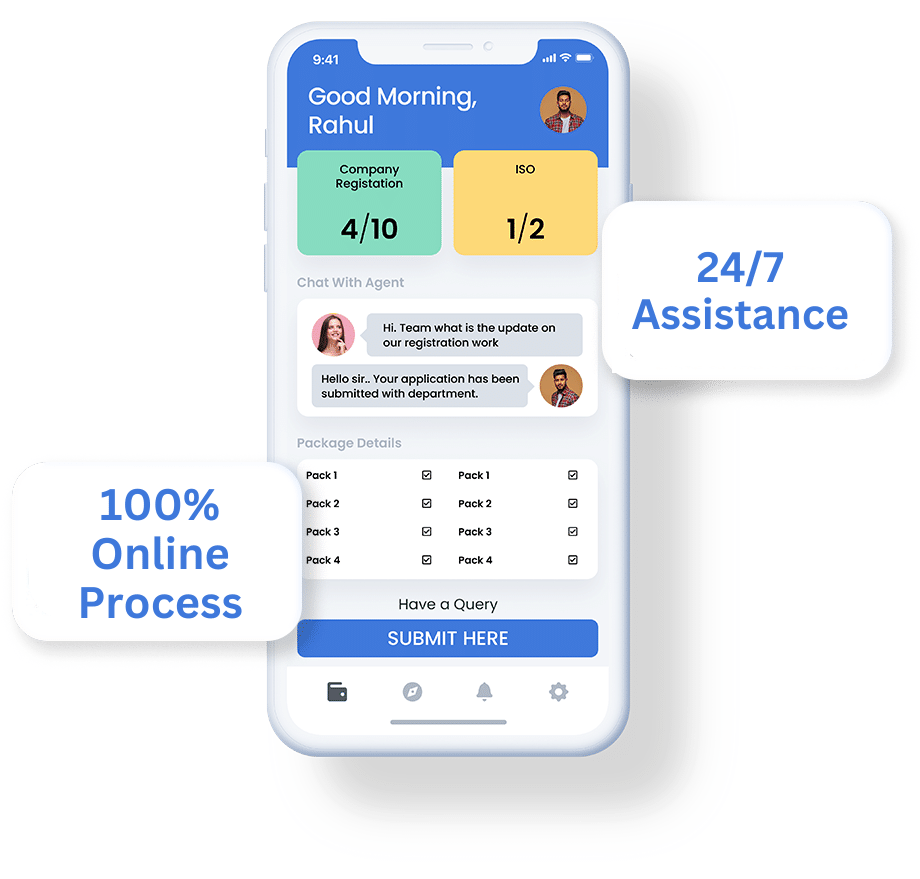 9:41
Good Morning,
Rahul
Company
Registation
4/10
ISO
1/2
24/7
Assistance
Chat With Agent
Hi. Team what is the update on
our registration work
Hello sir.. Your application has been
submitted with department.
Package Details
Pack 1
Pack 1
Pack 2
Pack 2
Pack 3
Pack 3
Pack 4
Pack 4
100%
Online
Process
Have a Query
SUBMIT HERE